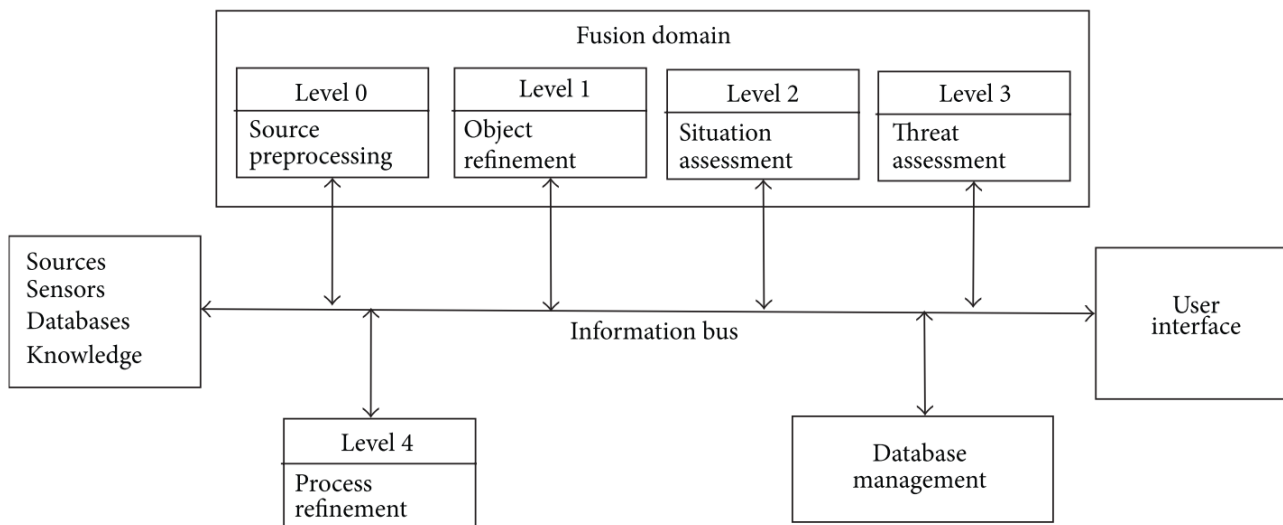 Fusion domain
Level 0
Source
preprocessing
Level 1
Object
refinement
Level 2
Situation
assessment
Level 3
Threat
assessment
Sources
Sensors
Databases
Knowledge
Information bus
User
interface
Level 4
Process
refinement
Database
management